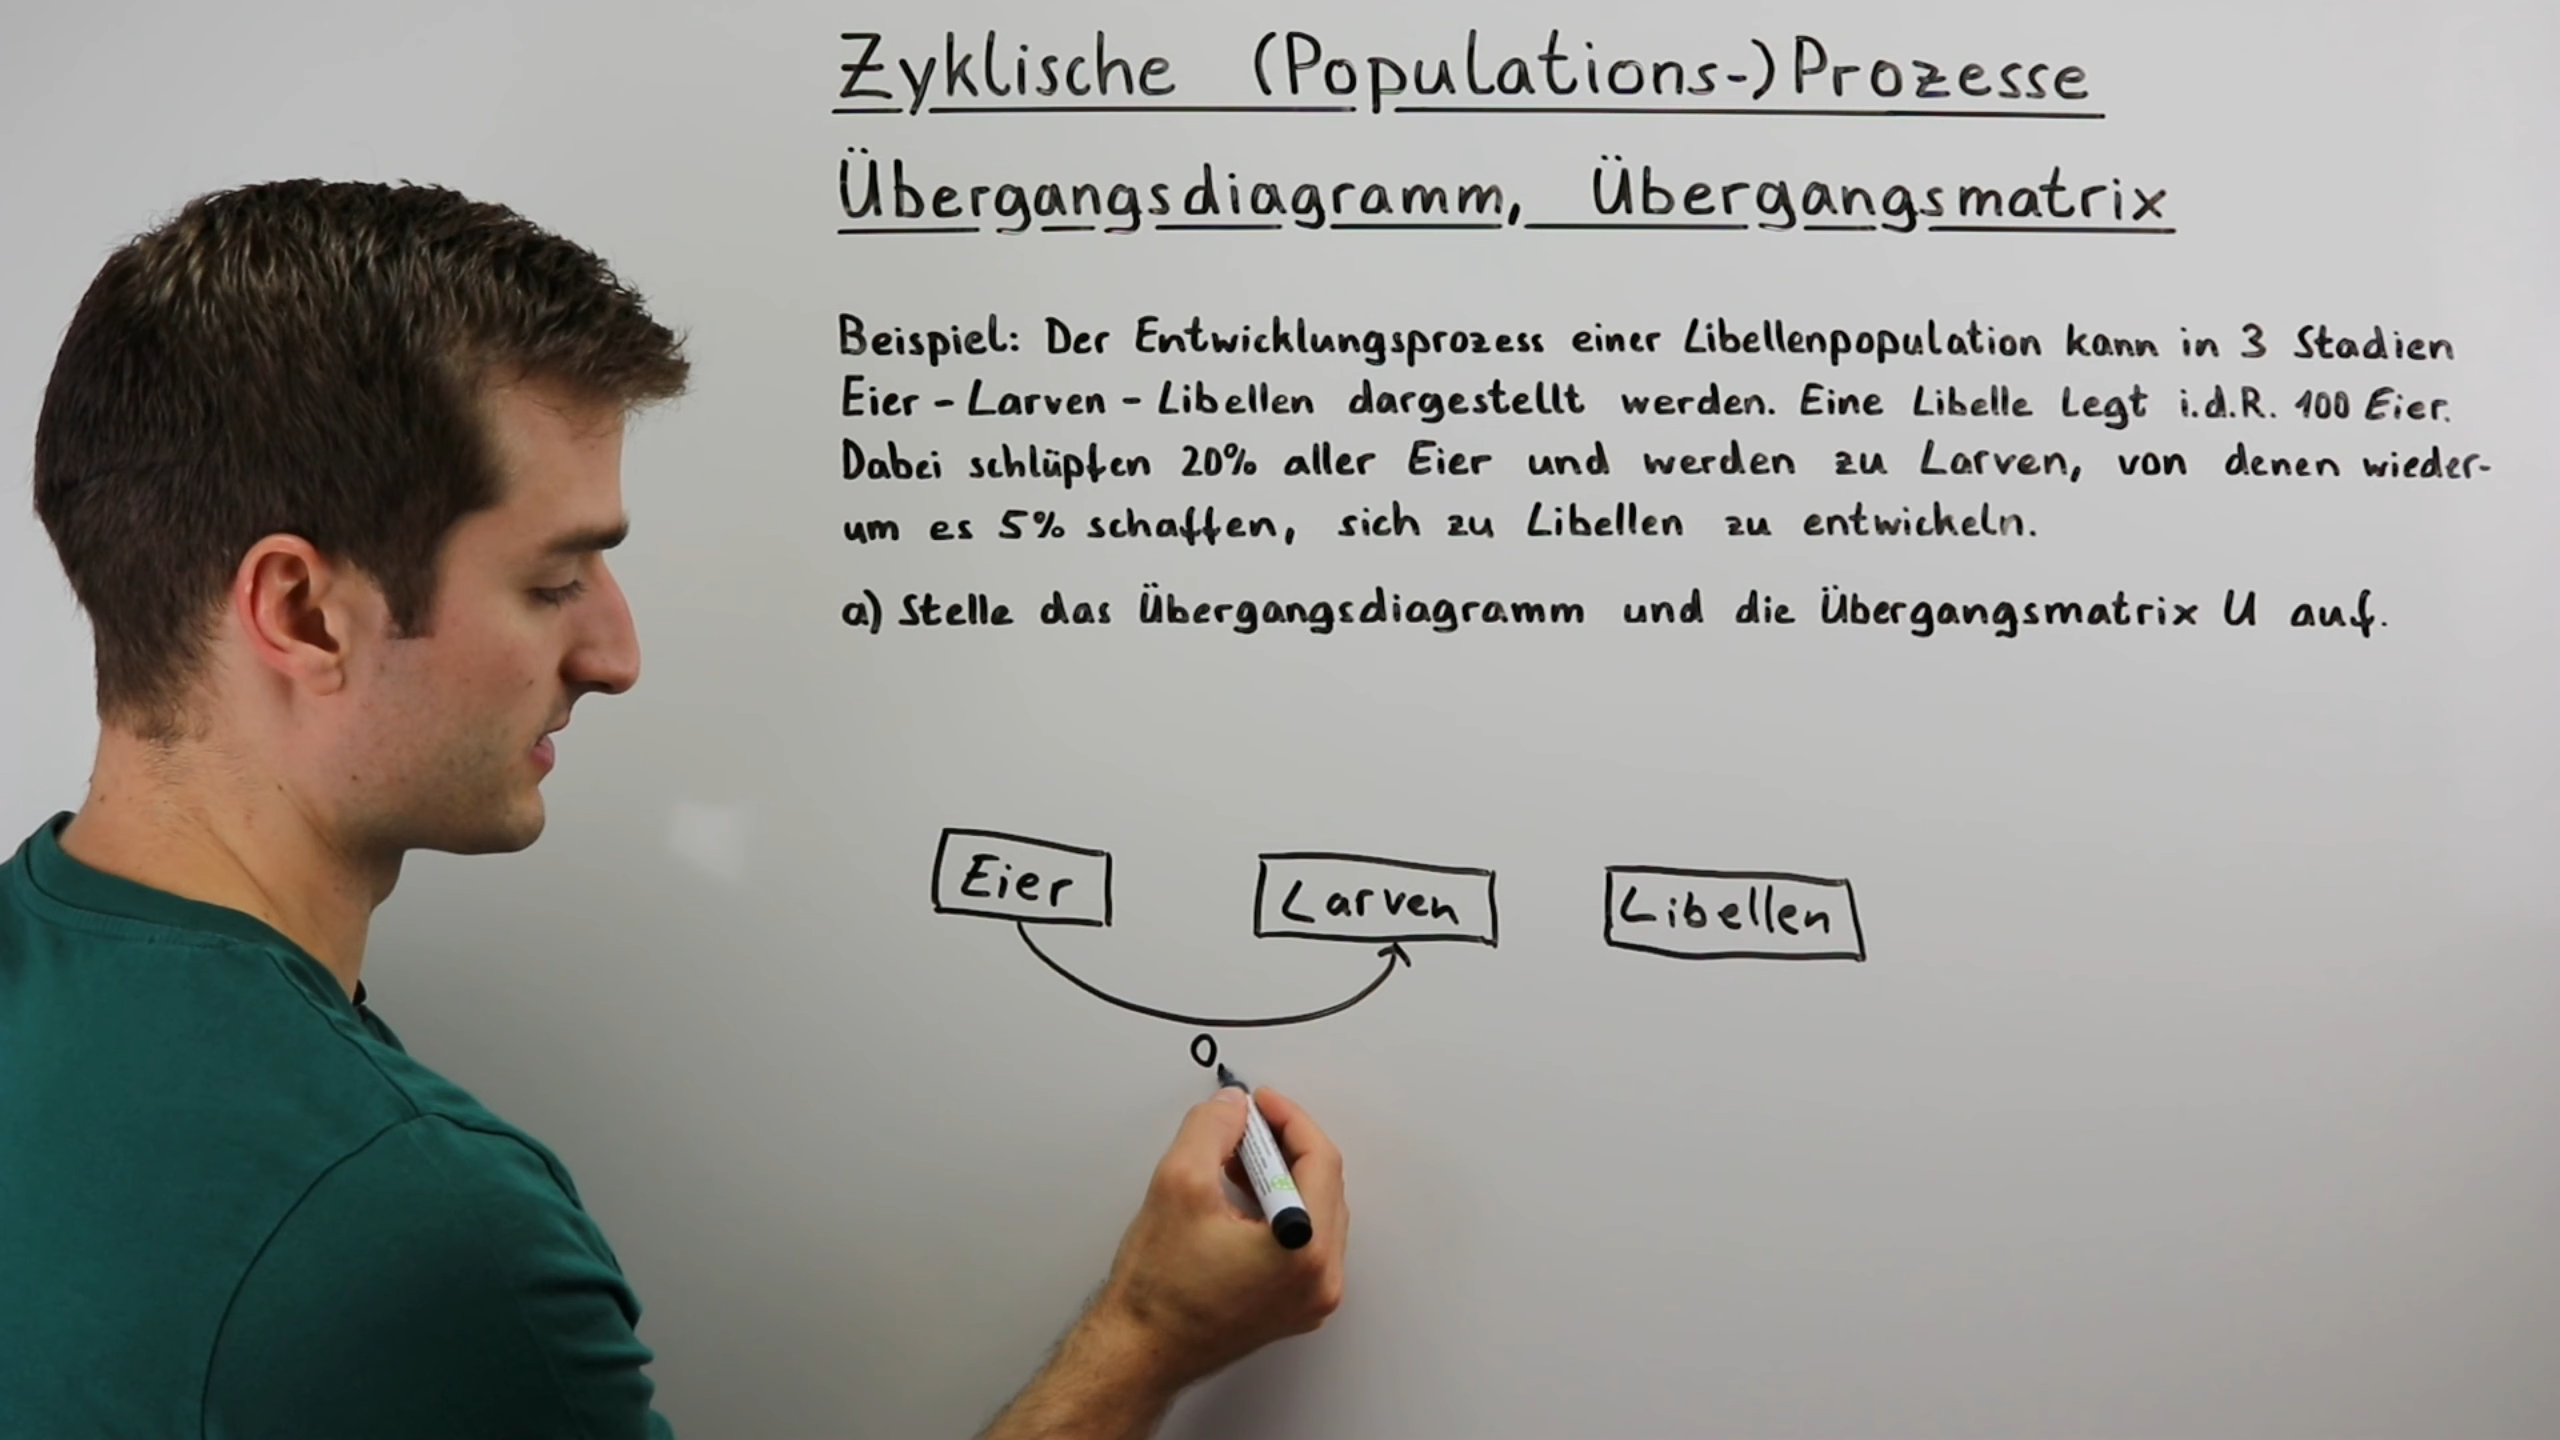 Zyklische (Populations-)Prozesse
Übergangsdiagramm, Übergangsmatrix
Beispiel: Der Entwicklungsprozess einer Libellenpopulation kann in 3 Stadien
Eier - Larven - Libellen dargestellt werden. Eine Libelle legt i.d.R. 100 Eier.
Dabei schlüpfen 20% aller Eier und werden zu Larven, von denen wieder-
um es 5% schaffen, sich zu Libellen zu entwickeln.
a) Stelle das Übergangsdiagramm und die Übergangsmatrix U auf.
Eier Larven Libellen
0,